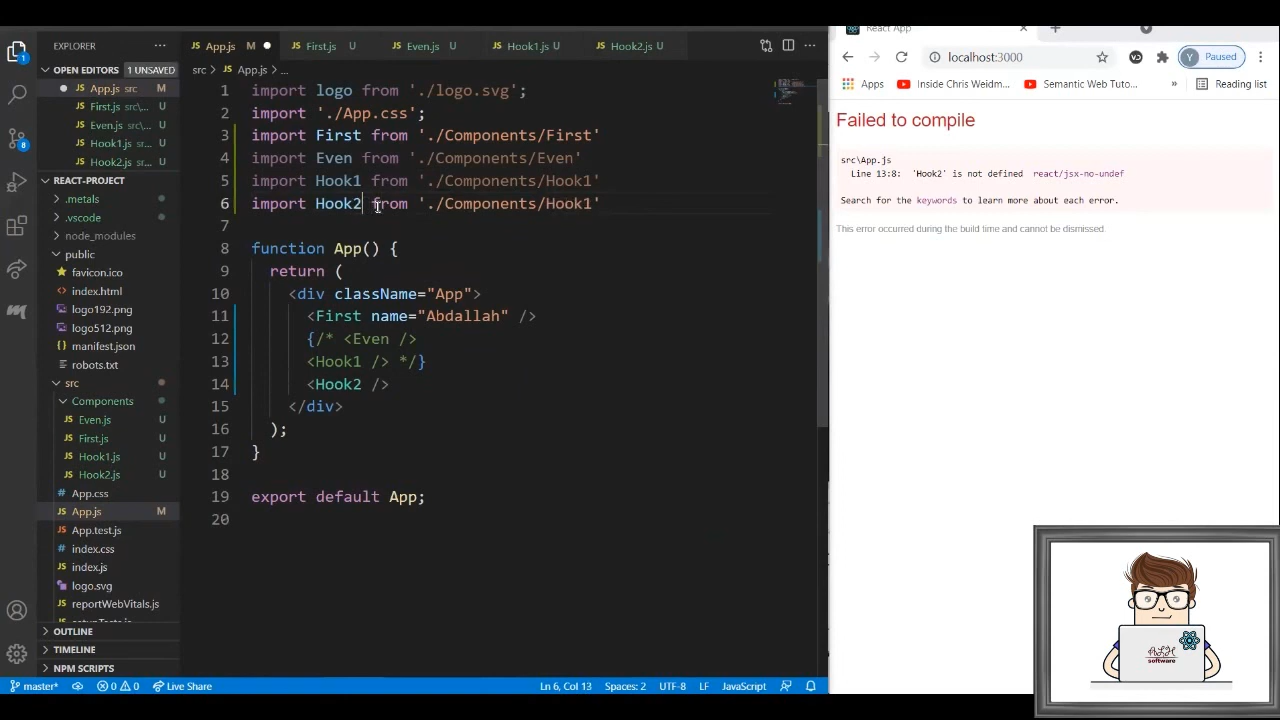 EXPLORER
OPEN EDITORS 1 UNSAVED
First.js src\...
Even.js src\...
Hook1.js sr...
Hook2.js sr...
REACT-PROJECT
.metals
.vscode
node_modules
public
favicon.ico
index.html
logo192.png
logo512.png
manifest.json
robots.txt
src
Components
Even.js U
First.js U
Hook1.js U
Hook2.js U
App.css
App.js M
App.test.js
index.css
index.js
logo.svg
reportWebVitals.js
OUTLINE
TIMELINE
NPM SCRIPTS
App.js M
First.js U
Even.js U
Hook1.js U
Hook2.js U
src > JS App.js > ...
1 import logo from './logo.svg';
2 import './App.css';
3 import First from './Components/First'
4 import Even from './Components/Even'
5 import Hook1 from './Components/Hook1'
6 import Hook2 from './Components/Hook1'
7
8 function App() {
9 return (
10 <div className="App">
11 <First name="Abdallah" />
12 {/* <Even />
13 <Hook1 /> */}
14 <Hook2 />
15 </div>
16 );
17 }
18
19 export default App;
20
master* 0 0 Live Share
Ln 6, Col 13 Spaces: 2 UTF-8 LF JavaScript
React App
localhost:3000
Y Paused
Apps Inside Chris Weidm... Semantic Web Tuto... » Reading list
Failed to compile
src\App.js
Line 13:8: 'Hook2' is not defined react/jsx-no-undef
Search for the keywords to learn more about each error.
This error occurred during the build time and cannot be dismissed.
software